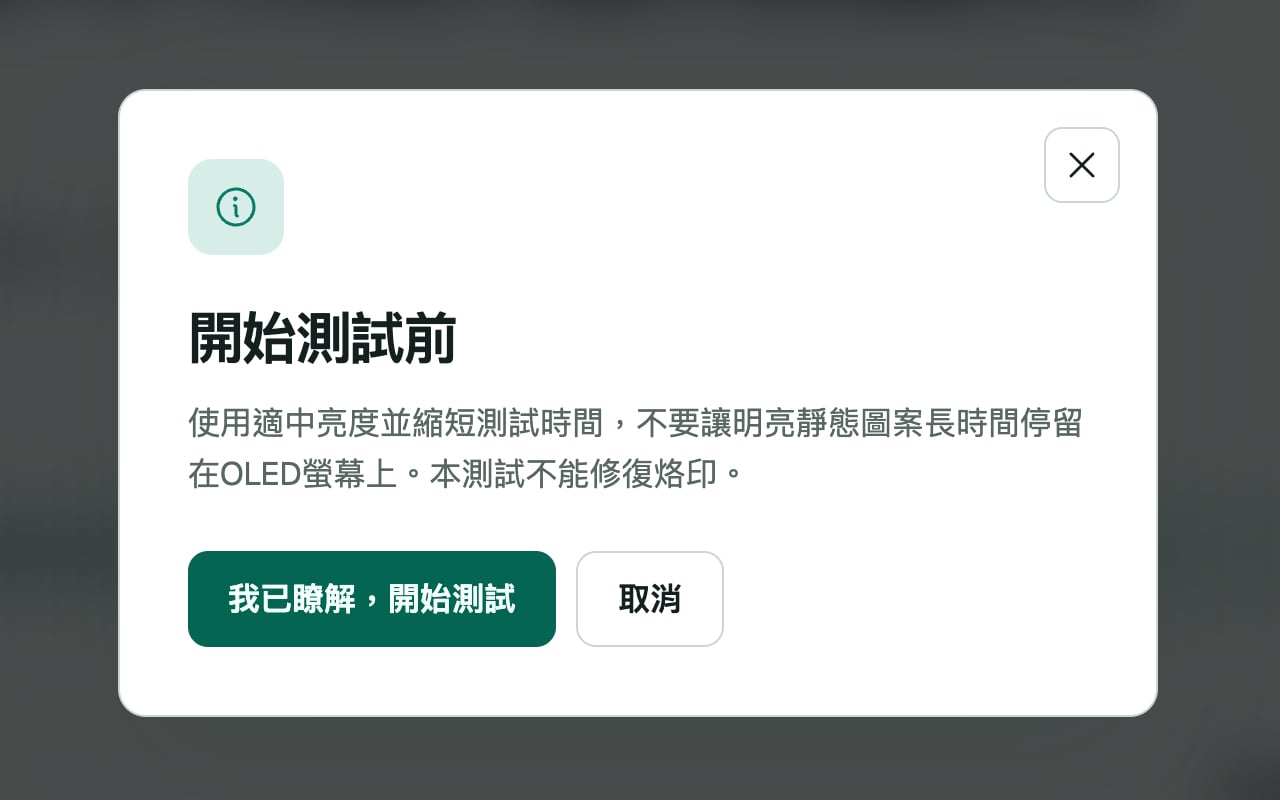 開始測試前
使用適中亮度並縮短測試時間，不要讓明亮靜態圖案長時間停留
在OLED螢幕上。本測試不能修復烙印。
我已瞭解，開始測試
取消